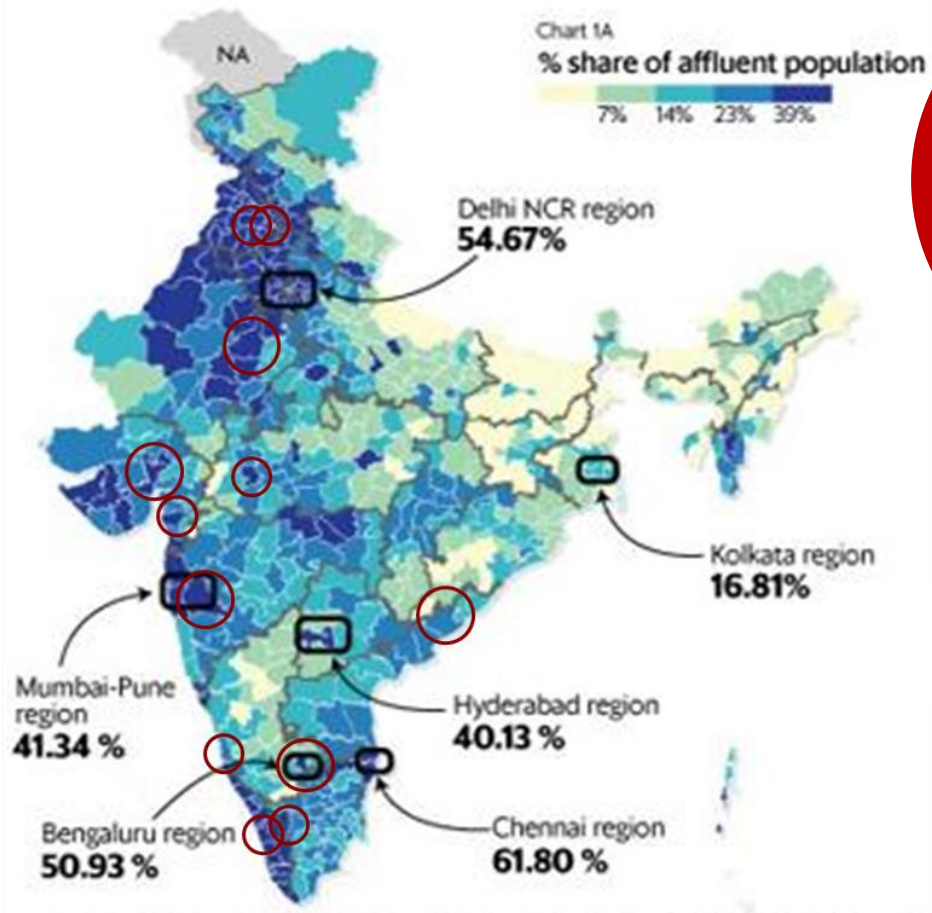 NA
Chart 1A
% share of affluent population
7% 14% 23% 39%
Delhi NCR region
54.67%
Kolkata region
16.81%
Mumbai-Pune
region
41.34 %
Hyderabad region
40.13 %
Bengaluru region
50.93 %
Chennai region
61.80 %